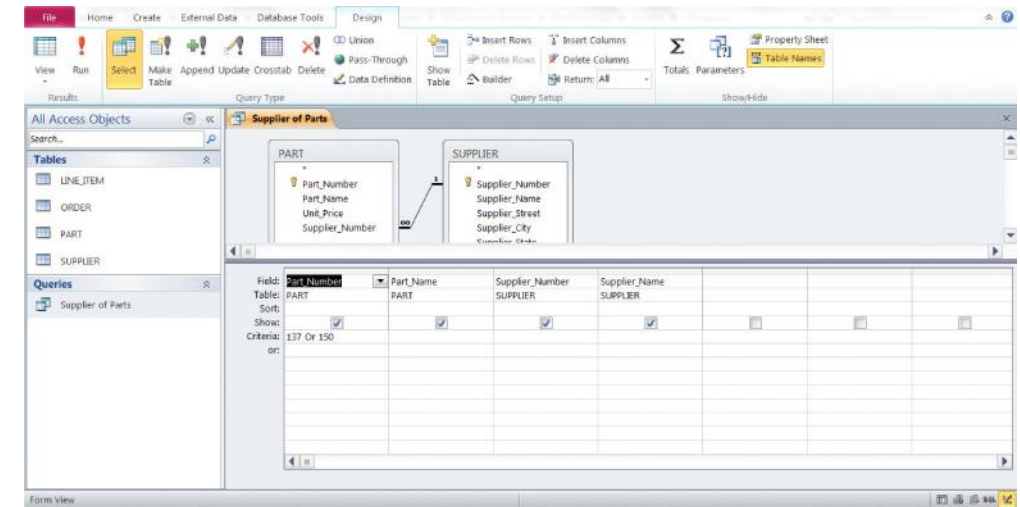 File Home Create External Data Database Tools Design
View Run Select Make Table Append Update Crosstab Delete
Union
Pass-Through
Data Definition
Show Table
Insert Rows
Delete Rows
Builder
Insert Columns
Delete Columns
Return: All
Totals Parameters
Property Sheet
Table Names
Results Query Type Query Setup Show/Hide
All Access Objects
Search...
Tables
LINE_ITEM
ORDER
PART
SUPPLIER
Queries
Supplier of Parts
Supplier of Parts
PART
*
Part_Number
Part_Name
Unit_Price
Supplier_Number
∞
1
SUPPLIER
*
Supplier_Number
Supplier_Name
Supplier_Street
Supplier_City
Supplier_State
Field: Part_Number Part_Name Supplier_Number Supplier_Name
Table: PART PART SUPPLIER SUPPLIER
Sort:
Show:
Criteria: 137 Or 150
or:
Form View
SQL